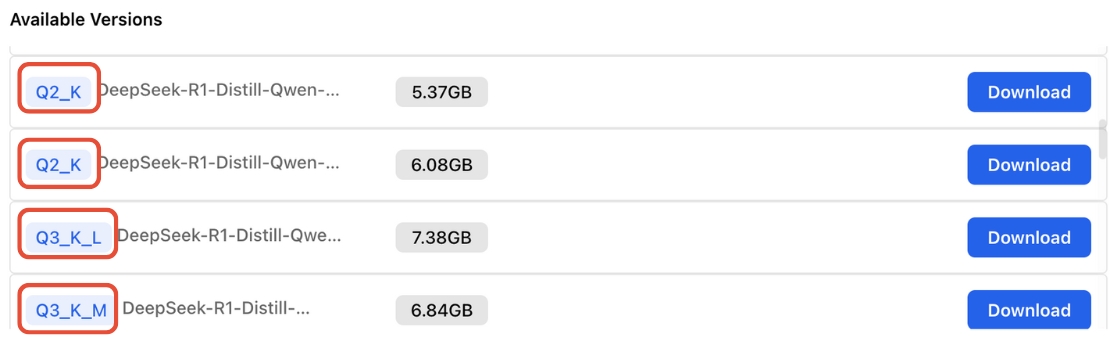 Available Versions
Q2_K DeepSeek-R1-Distill-Qwen-... 5.37GB Download
Q2_K DeepSeek-R1-Distill-Qwen-... 6.08GB Download
Q3_K_L DeepSeek-R1-Distill-Qwe... 7.38GB Download
Q3_K_M DeepSeek-R1-Distill-... 6.84GB Download